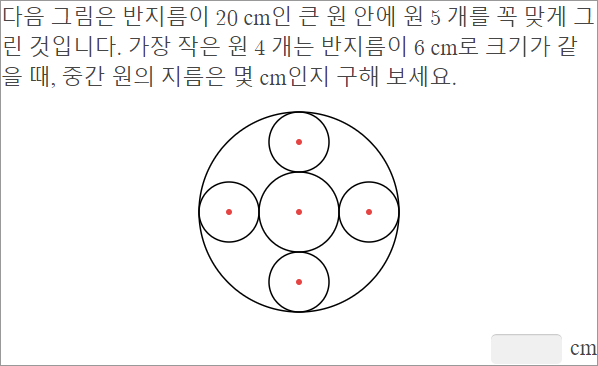 다음 그림은 반지름이 20 cm인 큰 원 안에 원 5 개를 꼭 맞게 그
린 것입니다. 가장 작은 원 4 개는 반지름이 6 cm로 크기가 같
을 때, 중간 원의 지름은 몇 cm인지 구해 보세요.
cm